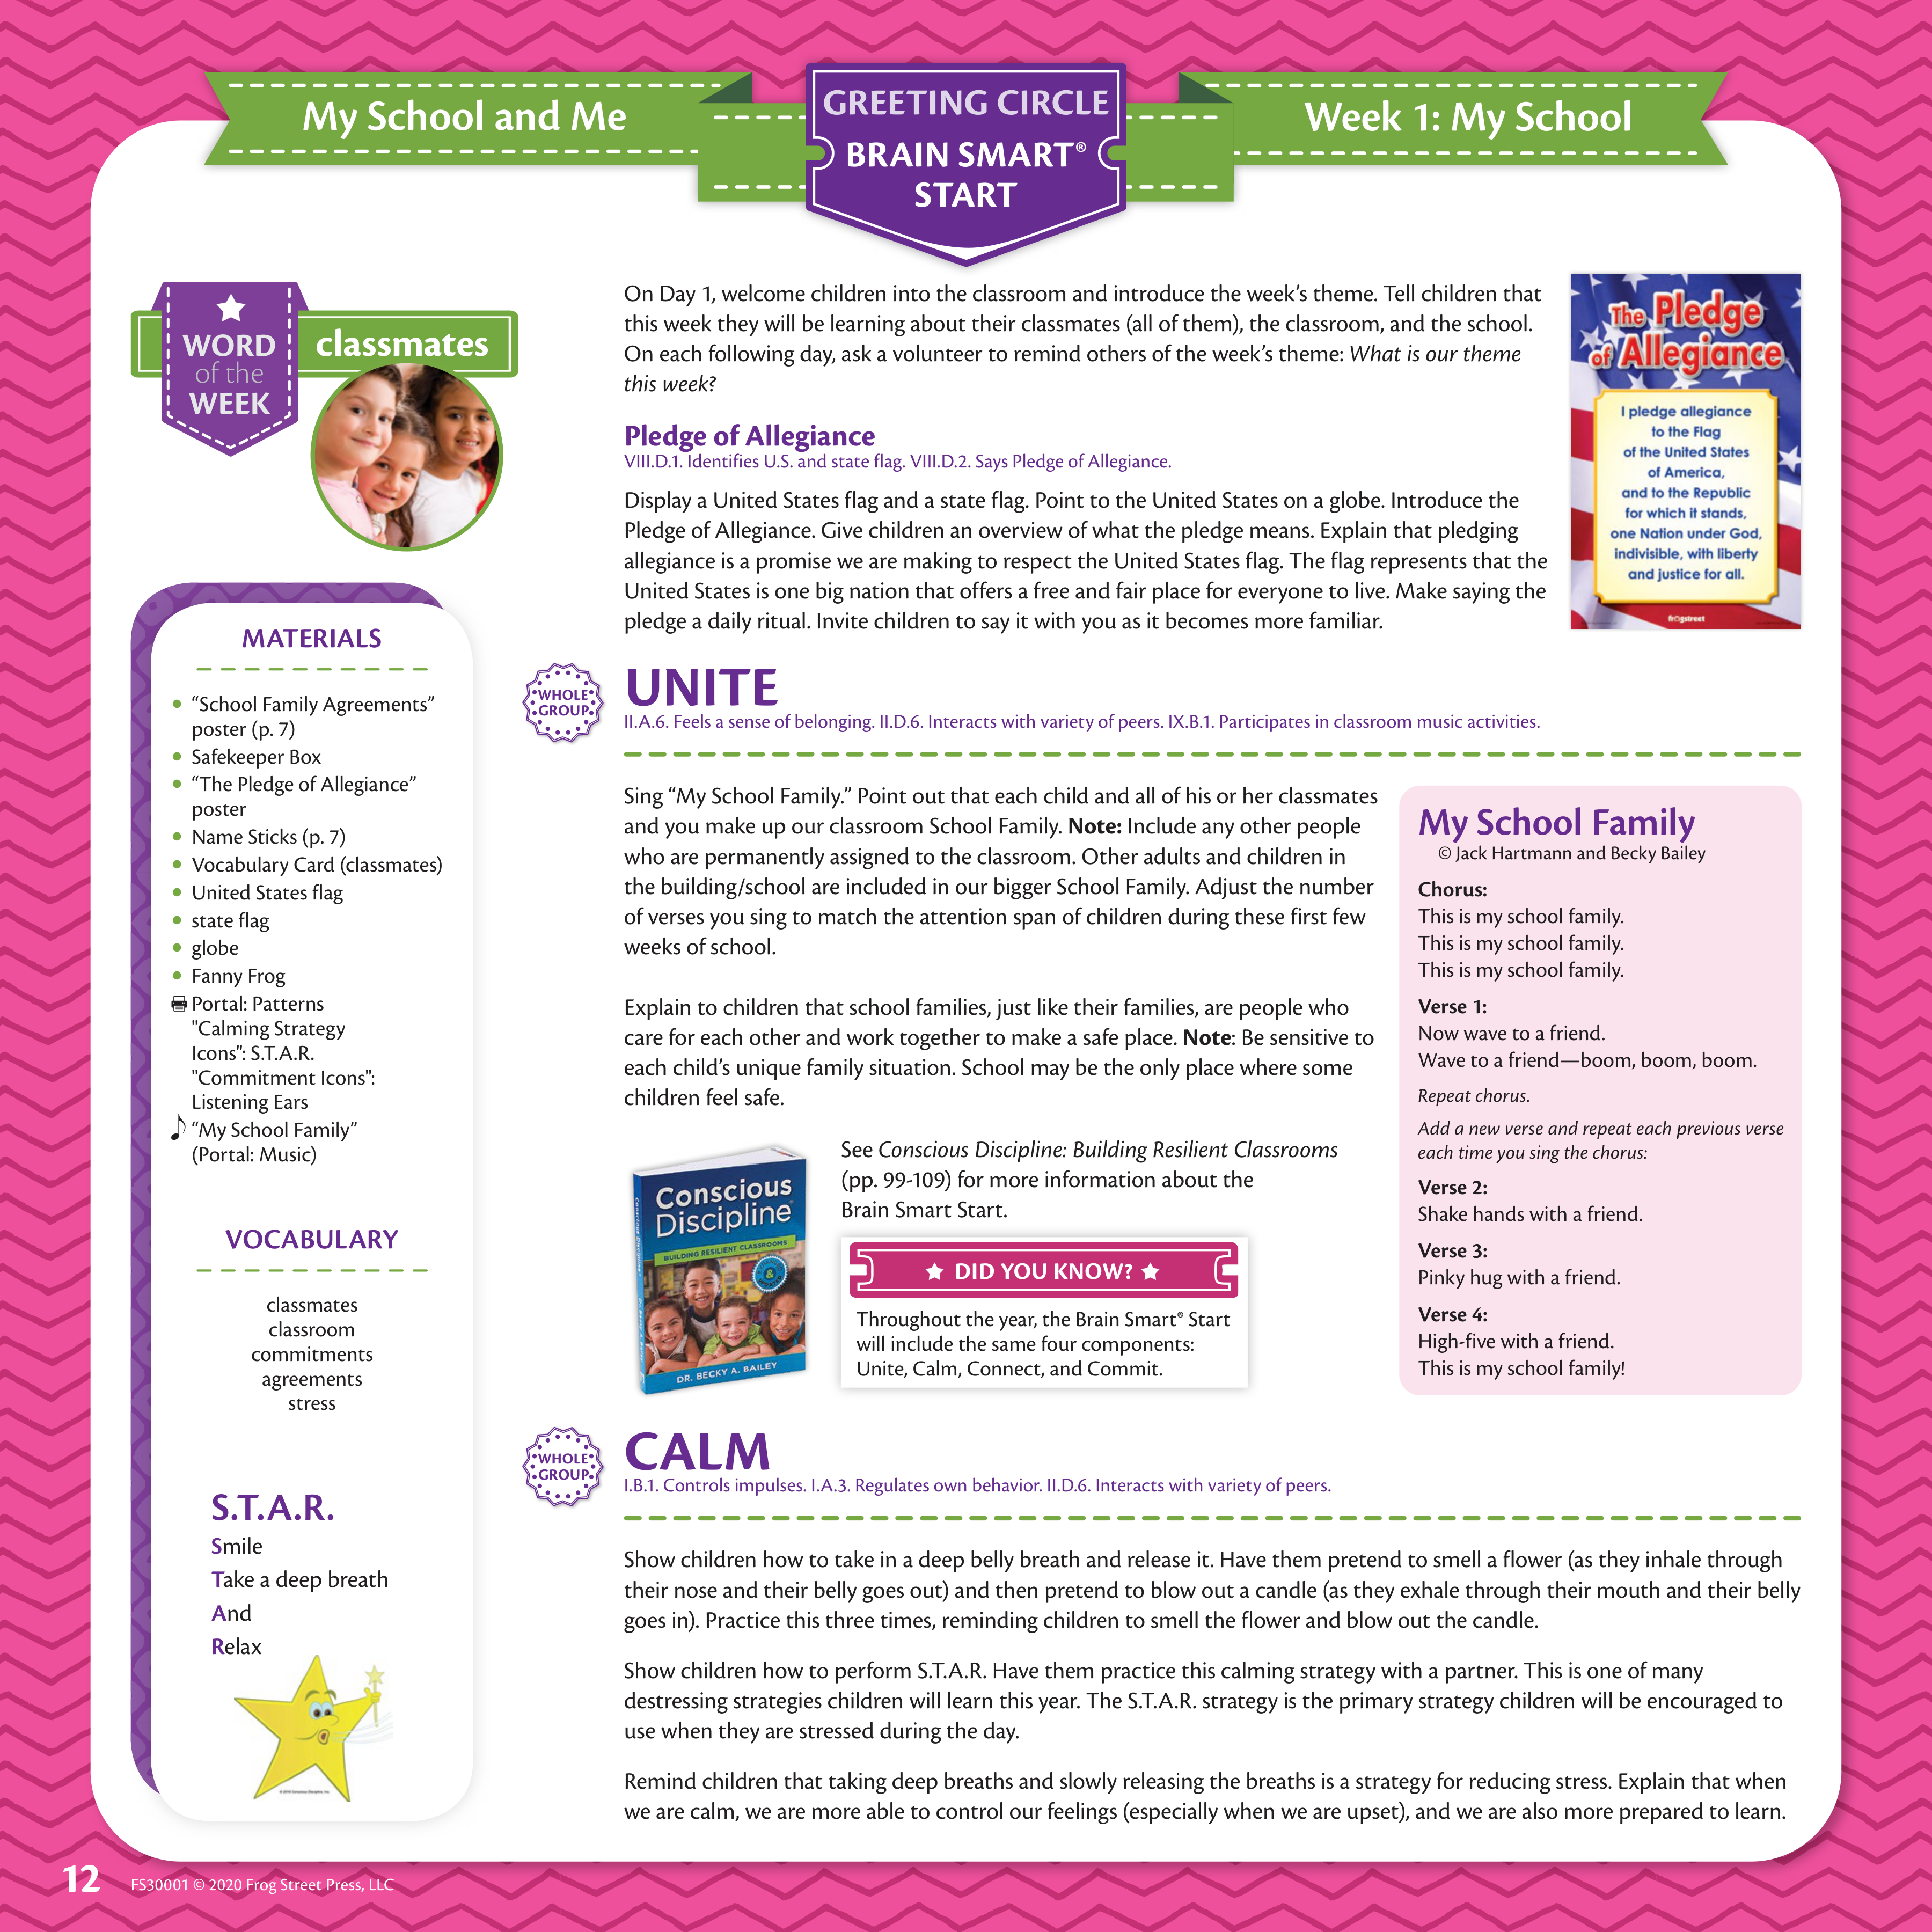 My School and Me
GREETING CIRCLE
BRAIN SMART®
START
Week 1: My School
WORD
of the
WEEK
classmates
On Day 1, welcome children into the classroom and introduce the week's theme. Tell children that
this week they will be learning about their classmates (all of them), the classroom, and the school.
On each following day, ask a volunteer to remind others of the week's theme: What is our theme
this week?
Pledge of Allegiance
VIII.D.1. Identifies U.S. and state flag. VIII.D.2. Says Pledge of Allegiance.
Display a United States flag and a state flag. Point to the United States on a globe. Introduce the
Pledge of Allegiance. Give children an overview of what the pledge means. Explain that pledging
allegiance is a promise we are making to respect the United States flag. The flag represents that the
United States is one big nation that offers a free and fair place for everyone to live. Make saying the
pledge a daily ritual. Invite children to say it with you as it becomes more familiar.
The Pledge
of Allegiance
I pledge allegiance
to the Flag
of the United States
of America,
and to the Republic
for which it stands,
one Nation under God,
indivisible, with liberty
and justice for all.
frogstreet
MATERIALS
• “School Family Agreements”
poster (p. 7)
• Safekeeper Box
• “The Pledge of Allegiance”
poster
• Name Sticks (p. 7)
• Vocabulary Card (classmates)
• United States flag
• state flag
• globe
• Fanny Frog
Portal: Patterns
"Calming Strategy
Icons": S.T.A.R.
"Commitment Icons":
Listening Ears
“My School Family”
(Portal: Music)
VOCABULARY
classmates
classroom
commitments
agreements
stress
S.T.A.R.
Smile
Take a deep breath
And
Relax
WHOLE
GROUP
UNITE
II.A.6. Feels a sense of belonging. II.D.6. Interacts with variety of peers. IX.B.1. Participates in classroom music activities.
Sing “My School Family.” Point out that each child and all of his or her classmates
and you make up our classroom School Family. Note: Include any other people
who are permanently assigned to the classroom. Other adults and children in
the building/school are included in our bigger School Family. Adjust the number
of verses you sing to match the attention span of children during these first few
weeks of school.
Explain to children that school families, just like their families, are people who
care for each other and work together to make a safe place. Note: Be sensitive to
each child's unique family situation. School may be the only place where some
children feel safe.
Conscious
Discipline
BUILDING RESILIENT CLASSROOMS
DR. BECKY A. BAILEY
See Conscious Discipline: Building Resilient Classrooms
(pp. 99-109) for more information about the
Brain Smart Start.
DID YOU KNOW?
Throughout the year, the Brain Smart® Start
will include the same four components:
Unite, Calm, Connect, and Commit.
My School Family
© Jack Hartmann and Becky Bailey
Chorus:
This is my school family.
This is my school family.
This is my school family.
Verse 1:
Now wave to a friend.
Wave to a friend—boom, boom, boom.
Repeat chorus.
Add a new verse and repeat each previous verse
each time you sing the chorus:
Verse 2:
Shake hands with a friend.
Verse 3:
Pinky hug with a friend.
Verse 4:
High-five with a friend.
This is my school family!
WHOLE
GROUP
CALM
I.B.1. Controls impulses. I.A.3. Regulates own behavior. II.D.6. Interacts with variety of peers.
Show children how to take in a deep belly breath and release it. Have them pretend to smell a flower (as they inhale through
their nose and their belly goes out) and then pretend to blow out a candle (as they exhale through their mouth and their belly
goes in). Practice this three times, reminding children to smell the flower and blow out the candle.
Show children how to perform S.T.A.R. Have them practice this calming strategy with a partner. This is one of many
destressing strategies children will learn this year. The S.T.A.R. strategy is the primary strategy children will be encouraged to
use when they are stressed during the day.
Remind children that taking deep breaths and slowly releasing the breaths is a strategy for reducing stress. Explain that when
we are calm, we are more able to control our feelings (especially when we are upset), and we are also more prepared to learn.
12
FS30001 © 2020 Frog Street Press, LLC